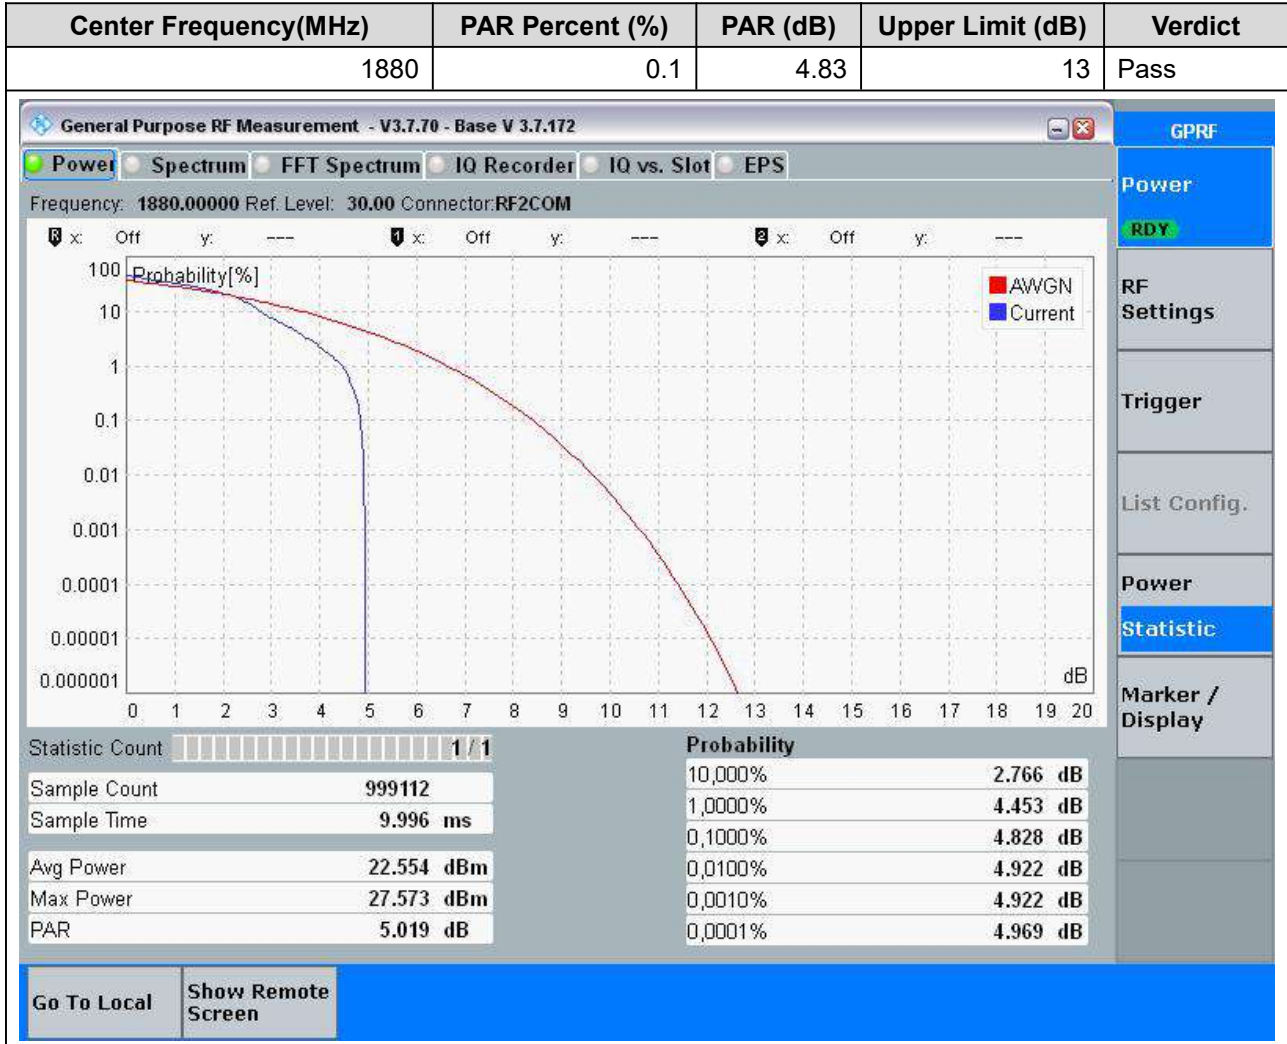 Center Frequency(MHz) PAR Percent (%) PAR (dB) Upper Limit (dB) Verdict
1880 0.1 4.83 13 Pass
General Purpose RF Measurement - V3.7.70 - Base V 3.7.172
GPRF
Power Spectrum FFT Spectrum IQ Recorder IQ vs. Slot EPS
Frequency: 1880.00000 Ref. Level: 30.00 Connector:RF2COM
R x: Off y: --- 1 x: Off y: --- 2 x: Off y: ---
Probability[%]
AWGN
Current
100
10
1
0.1
0.01
0.001
0.0001
0.00001
0.000001
dB
0 1 2 3 4 5 6 7 8 9 10 11 12 13 14 15 16 17 18 19 20
Statistic Count 1 / 1
Sample Count 999112
Sample Time 9.996 ms
Avg Power 22.554 dBm
Max Power 27.573 dBm
PAR 5.019 dB
Probability
10,000% 2.766 dB
1,0000% 4.453 dB
0,1000% 4.828 dB
0,0100% 4.922 dB
0,0010% 4.922 dB
0,0001% 4.969 dB
Power
RDY
RF
Settings
Trigger
List Config.
Power
Statistic
Marker /
Display
Go To Local
Show Remote
Screen